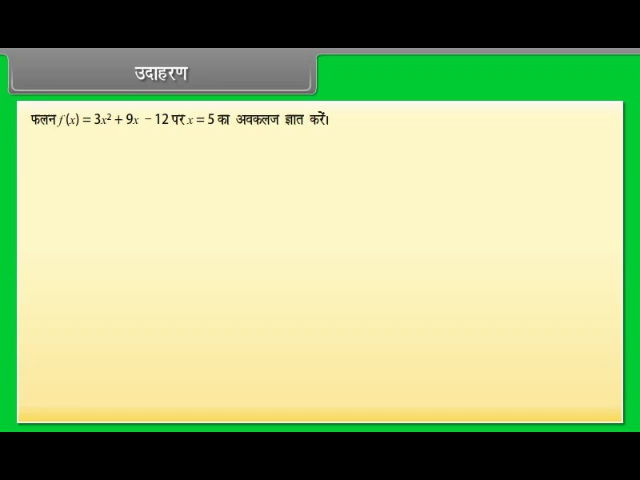 उदाहरण
फलन f (x) = 3x² + 9x − 12 पर x = 5 का अवकलज ज्ञात करें।